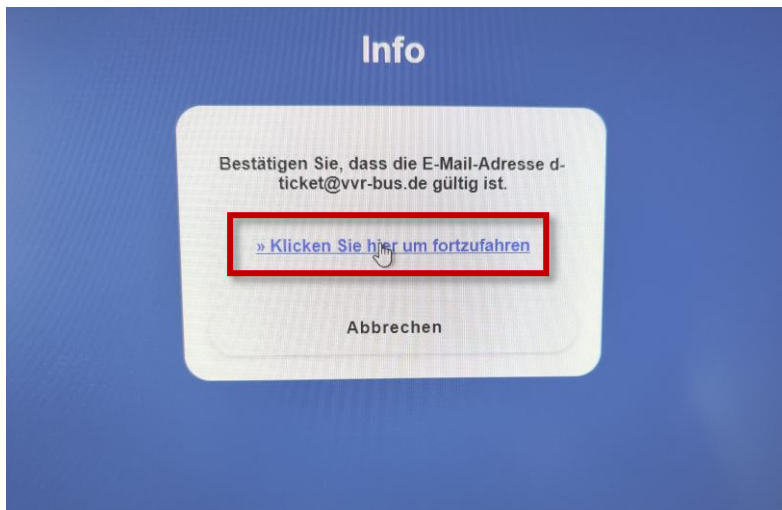 Info
Bestätigen Sie, dass die E-Mail-Adresse d-
ticket@vvr-bus.de gültig ist.
» Klicken Sie hier um fortzufahren
Abbrechen